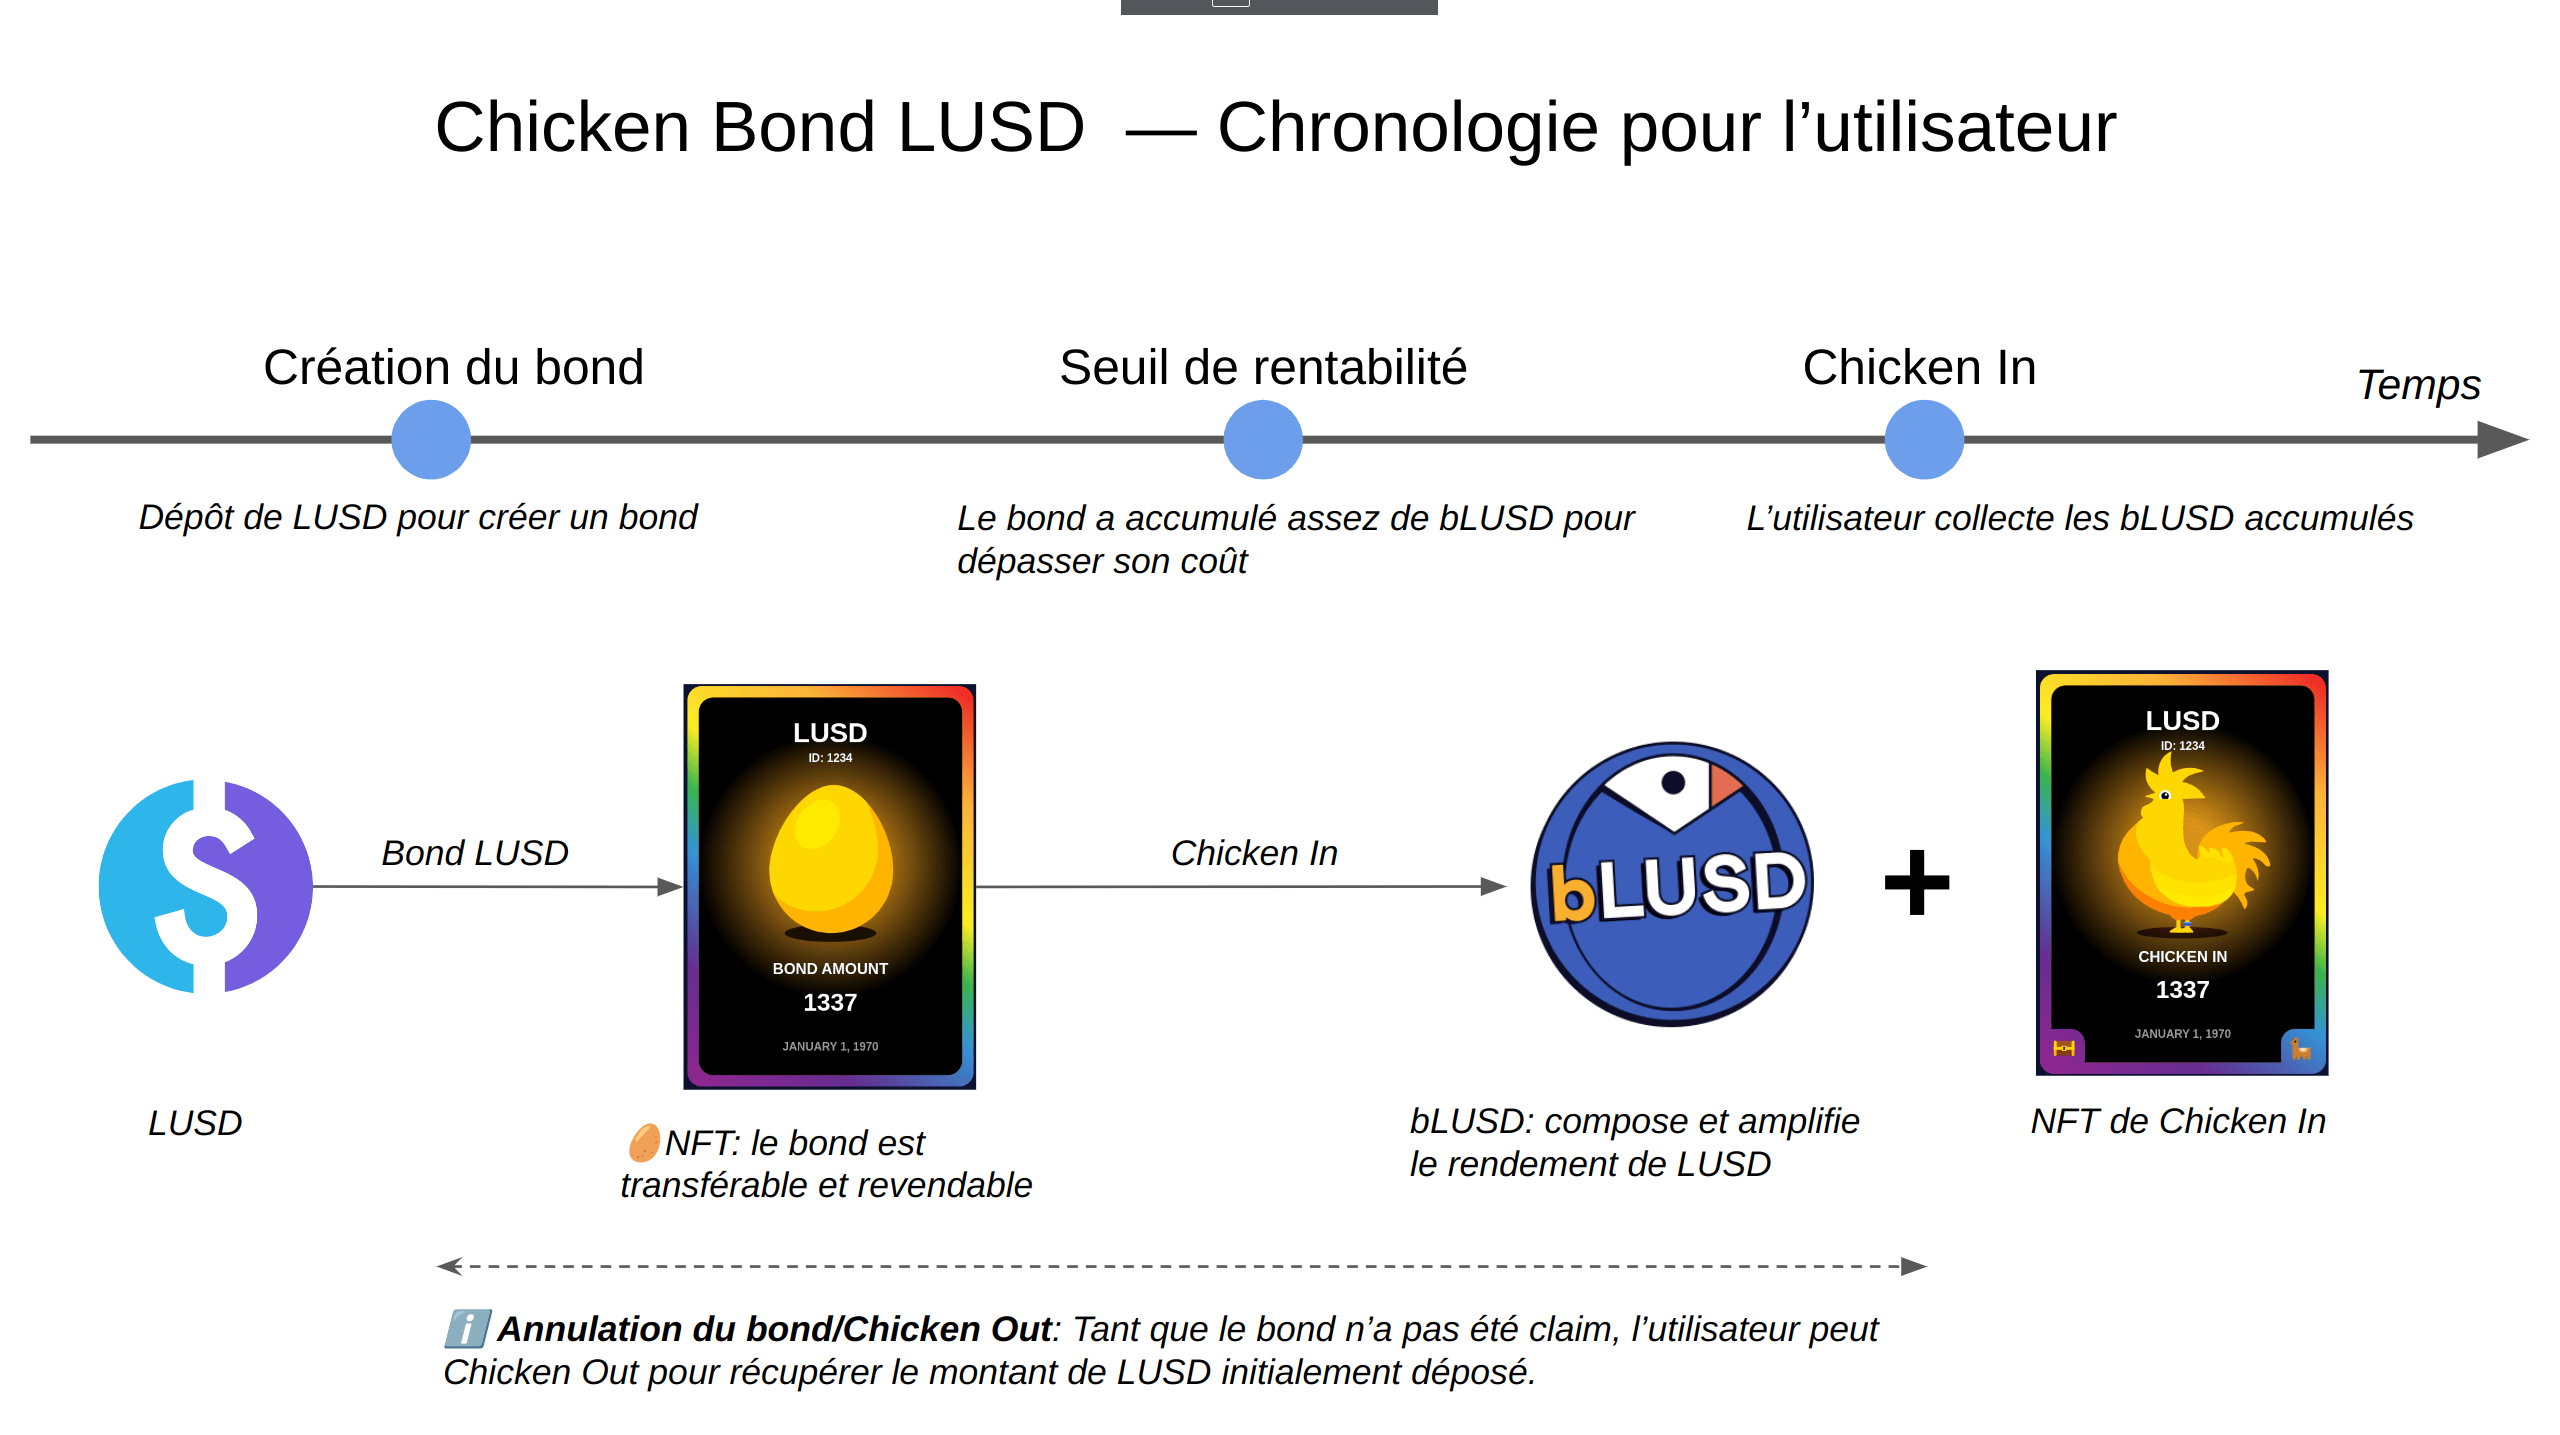 Chicken Bond LUSD — Chronologie pour l’utilisateur
Création du bond
Seuil de rentabilité
Chicken In
Temps
Dépôt de LUSD pour créer un bond
Le bond a accumulé assez de bLUSD pour
dépasser son coût
L’utilisateur collecte les bLUSD accumulés
LUSD
ID: 1234
BOND AMOUNT
1337
JANUARY 1, 1970
Bond LUSD
Chicken In
bLUSD
+
LUSD
ID: 1234
CHICKEN IN
1337
JANUARY 1, 1970
LUSD
🥚NFT: le bond est
transférable et revendable
bLUSD: compose et amplifie
le rendement de LUSD
NFT de Chicken In
ℹ️ Annulation du bond/Chicken Out: Tant que le bond n’a pas été claim, l’utilisateur peut
Chicken Out pour récupérer le montant de LUSD initialement déposé.